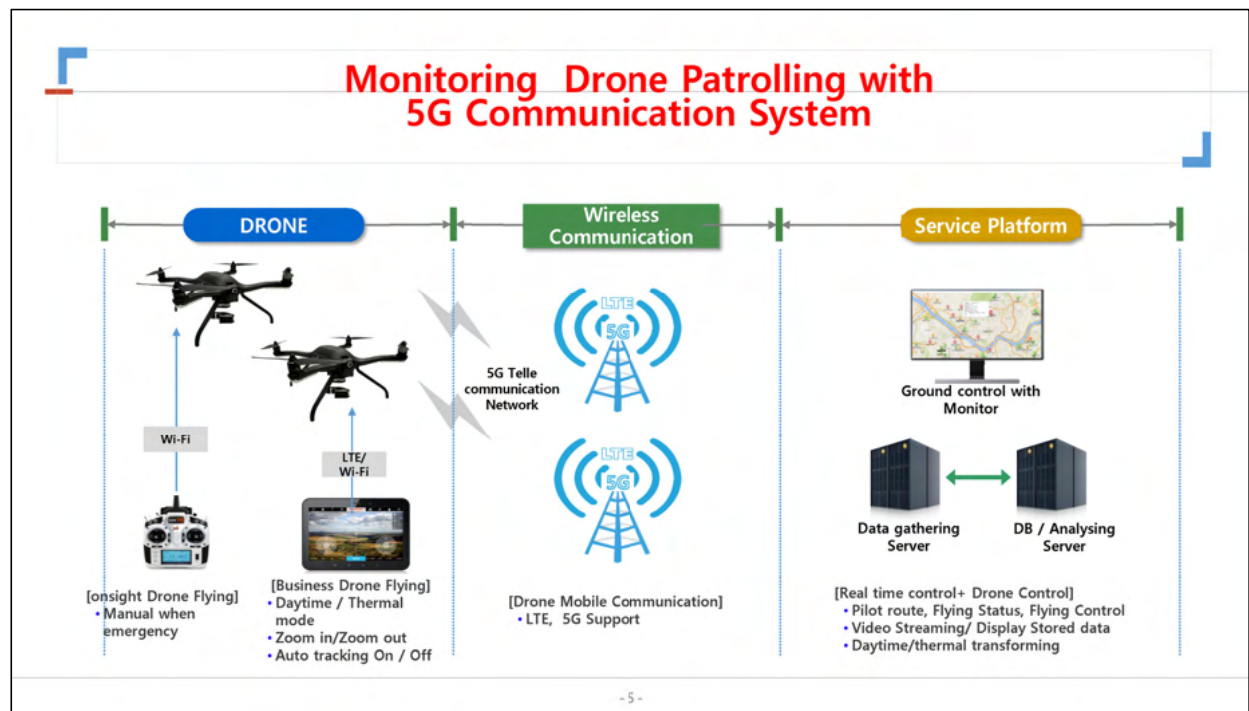 Monitoring Drone Patrolling with
5G Communication System
DRONE
Wireless
Communication
Service Platform
LTE
5G
5G Telle
communication
Network
Wi-Fi
LTE/
Wi-Fi
LTE
5G
Ground control with
Monitor
Data gathering
Server
DB / Analysing
Server
[onsight Drone Flying]
• Manual when
emergency
[Business Drone Flying]
• Daytime / Thermal
mode
• Zoom in/Zoom out
• Auto tracking On / Off
[Drone Mobile Communication]
• LTE, 5G Support
[Real time control+ Drone Control]
• Pilot route, Flying Status, Flying Control
• Video Streaming/ Display Stored data
• Daytime/thermal transforming
- 5 -